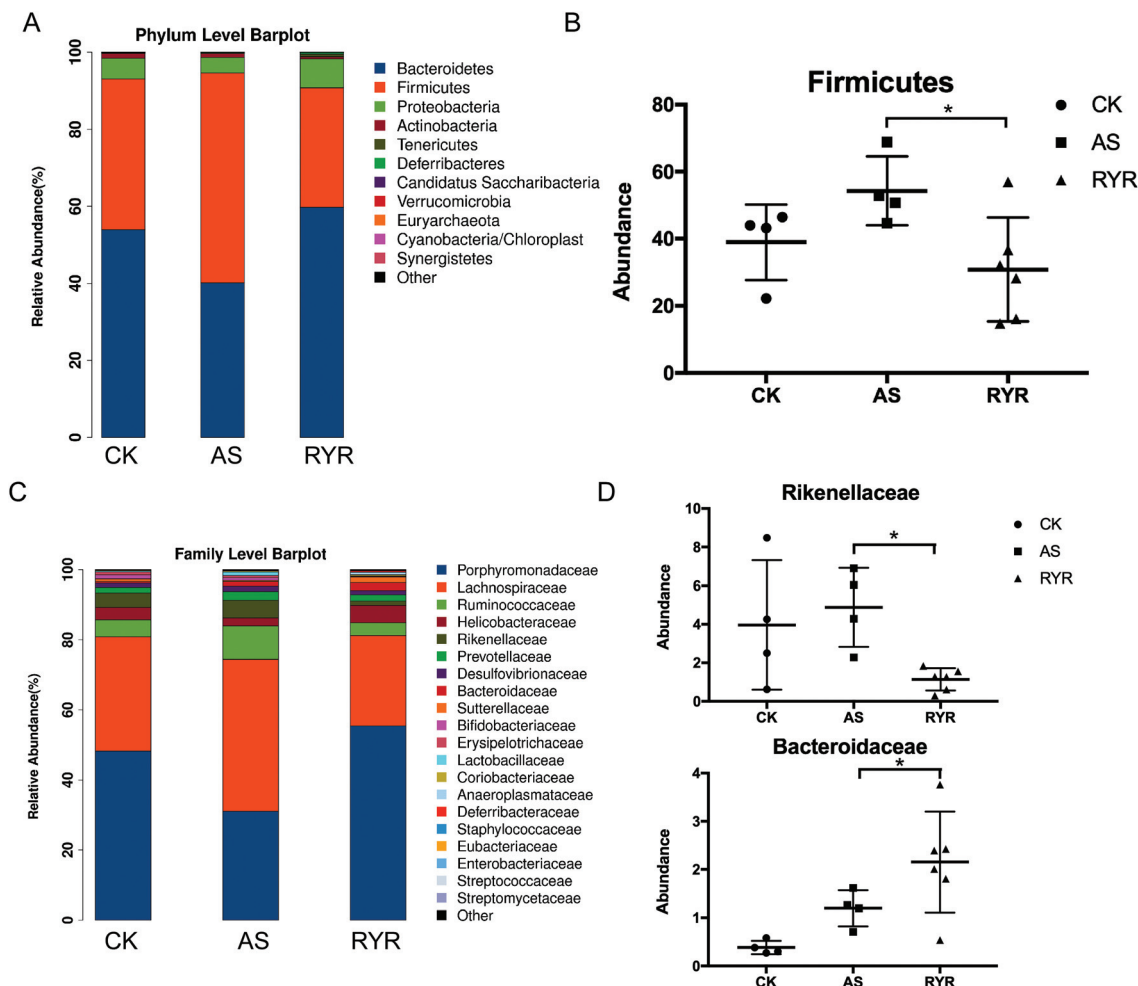 A
Phylum Level Barplot
Relative Abundance(%)
100
80
60
40
20
0
CK
AS
RYR
Bacteroidetes
Firmicutes
Proteobacteria
Actinobacteria
Tenericutes
Deferribacteres
Candidatus Saccharibacteria
Verrucomicrobia
Euryarchaeota
Cyanobacteria/Chloroplast
Synergistetes
Other
B
Firmicutes
Abundance
80
60
40
20
0
*
CK
AS
RYR
CK
AS
RYR
C
Family Level Barplot
Relative Abundance(%)
100
80
60
40
20
0
CK
AS
RYR
Porphyromonadaceae
Lachnospiraceae
Ruminococcaceae
Helicobacteraceae
Rikenellaceae
Prevotellaceae
Desulfovibrionaceae
Bacteroidaceae
Sutterellaceae
Bifidobacteriaceae
Erysipelotrichaceae
Lactobacillaceae
Coriobacteriaceae
Anaeroplasmataceae
Deferribacteraceae
Staphylococcaceae
Eubacteriaceae
Enterobacteriaceae
Streptococcaceae
Streptomycetaceae
Other
D
Rikenellaceae
Abundance
10
8
6
4
2
0
*
CK
AS
RYR
CK
AS
RYR
Bacteroidaceae
Abundance
4
3
2
1
0
*
CK
AS
RYR